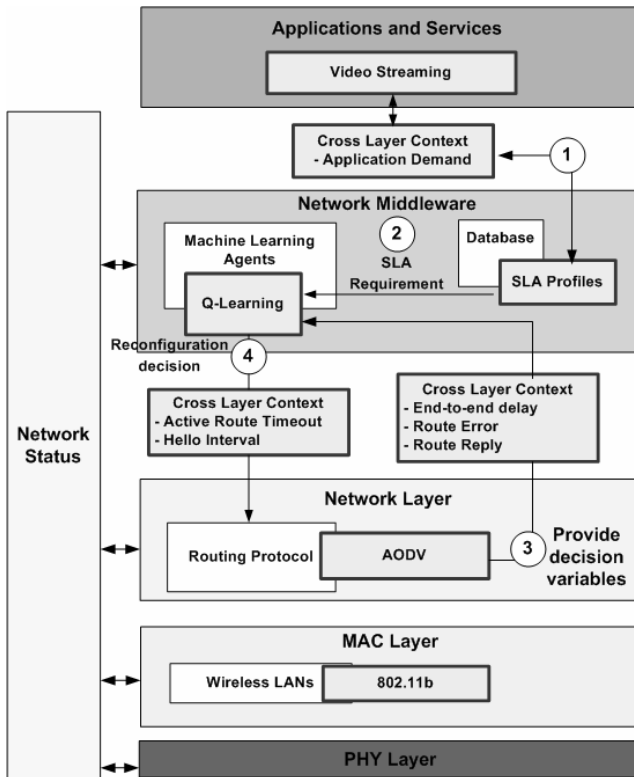 Applications and Services
Video Streaming
Cross Layer Context
- Application Demand
1
Network Middleware
Machine Learning
Agents
Q-Learning
2
SLA
Requirement
Database
SLA Profiles
Reconfiguration
decision
4
Cross Layer Context
- Active Route Timeout
- Hello Interval
Cross Layer Context
- End-to-end delay
- Route Error
- Route Reply
Network
Status
Network Layer
Routing Protocol
AODV
3
Provide
decision
variables
MAC Layer
Wireless LANs
802.11b
PHY Layer